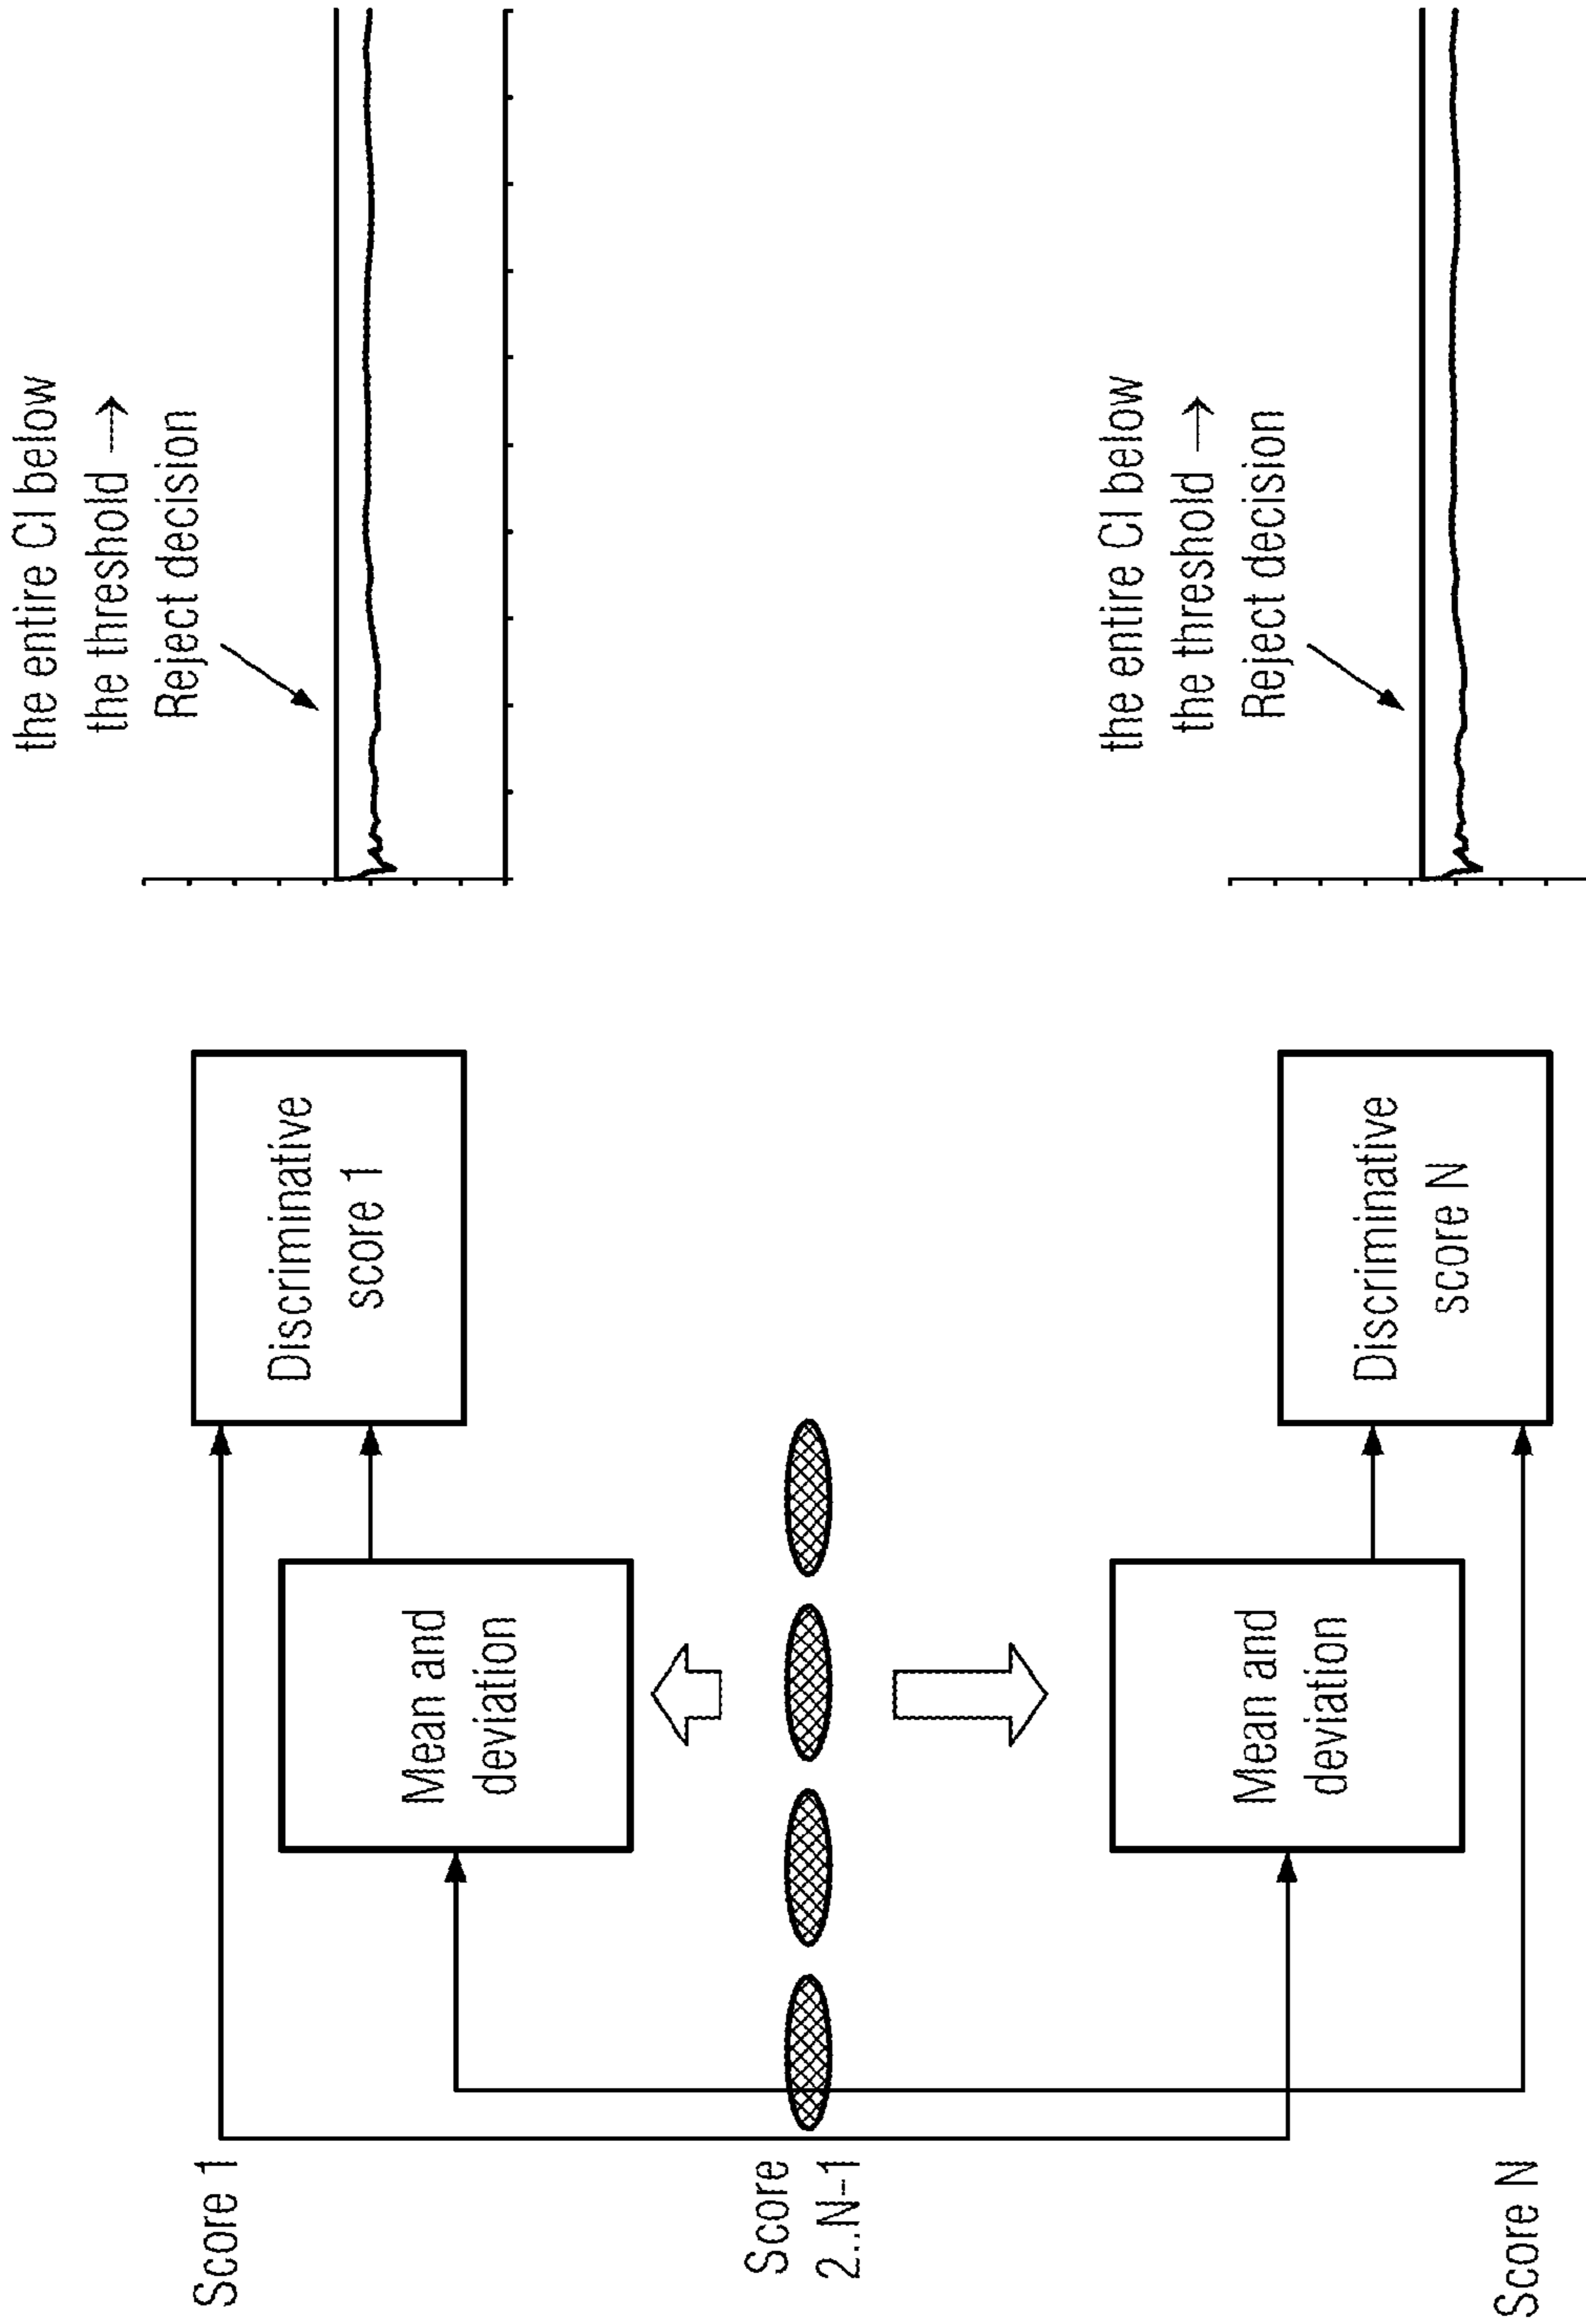 Score 1
Mean and
deviation
Discriminative
score 1
the entire CI below
the threshold →
Reject decision
Score
2..N-1
Score N
Mean and
deviation
Discriminative
score N
the entire CI below
the threshold →
Reject decision